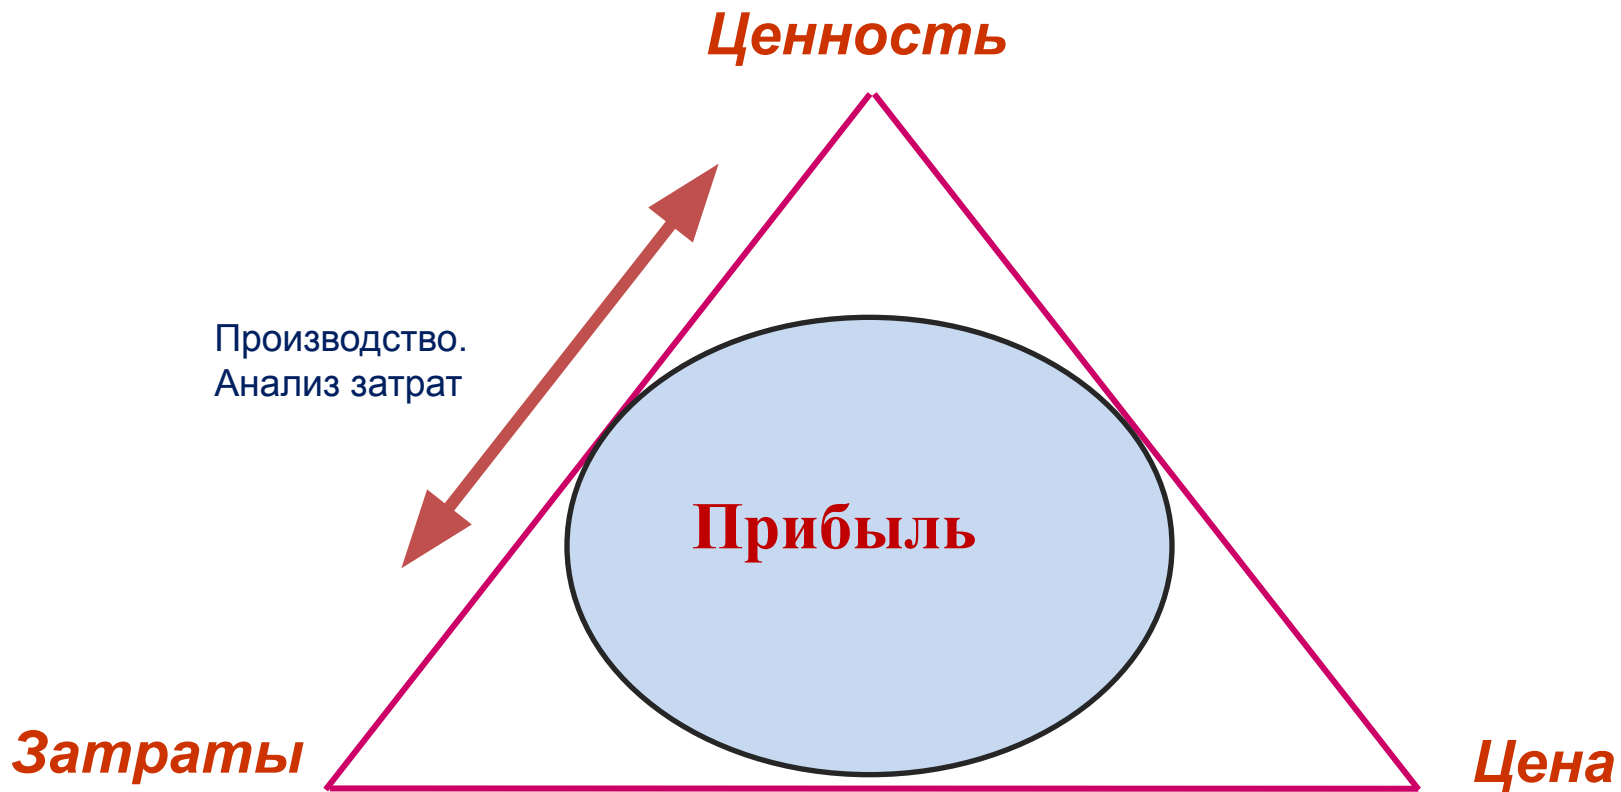 Ценность
Производство.
Анализ затрат
Прибыль
Затраты
Цена